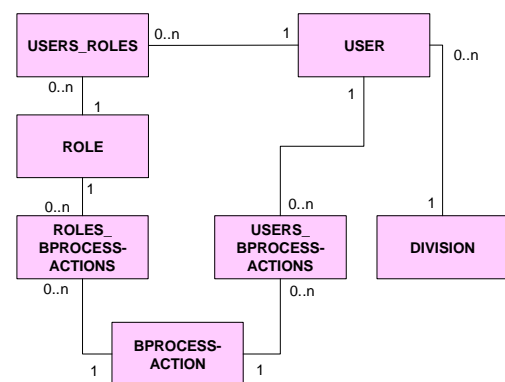 USERS_ROLES
0..n
1
USER
0..n
0..n
1
1
ROLE
1
0..n
0..n
1
ROLES_
BPROCESS-
ACTIONS
USERS_
BPROCESS-
ACTIONS
DIVISION
0..n
0..n
BPROCESS-
ACTION
1
1